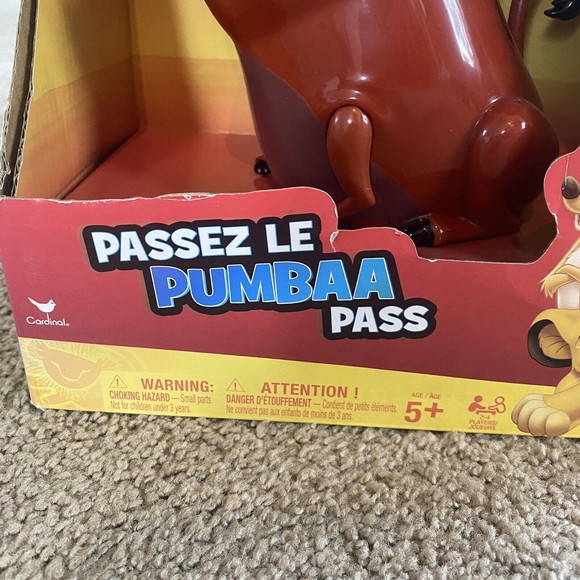 PASSEZ LE
PUMBAA
PASS
Cardinal®
WARNING:
CHOKING HAZARD — Small parts.
Not for children under 3 years.
ATTENTION !
DANGER D'ÉTOUFFEMENT — Contient de petits éléments.
Ne convient pas aux enfants de moins de 3 ans.
AGE / ÂGE
5+
2-4
PLAYERS/
JOUEURS